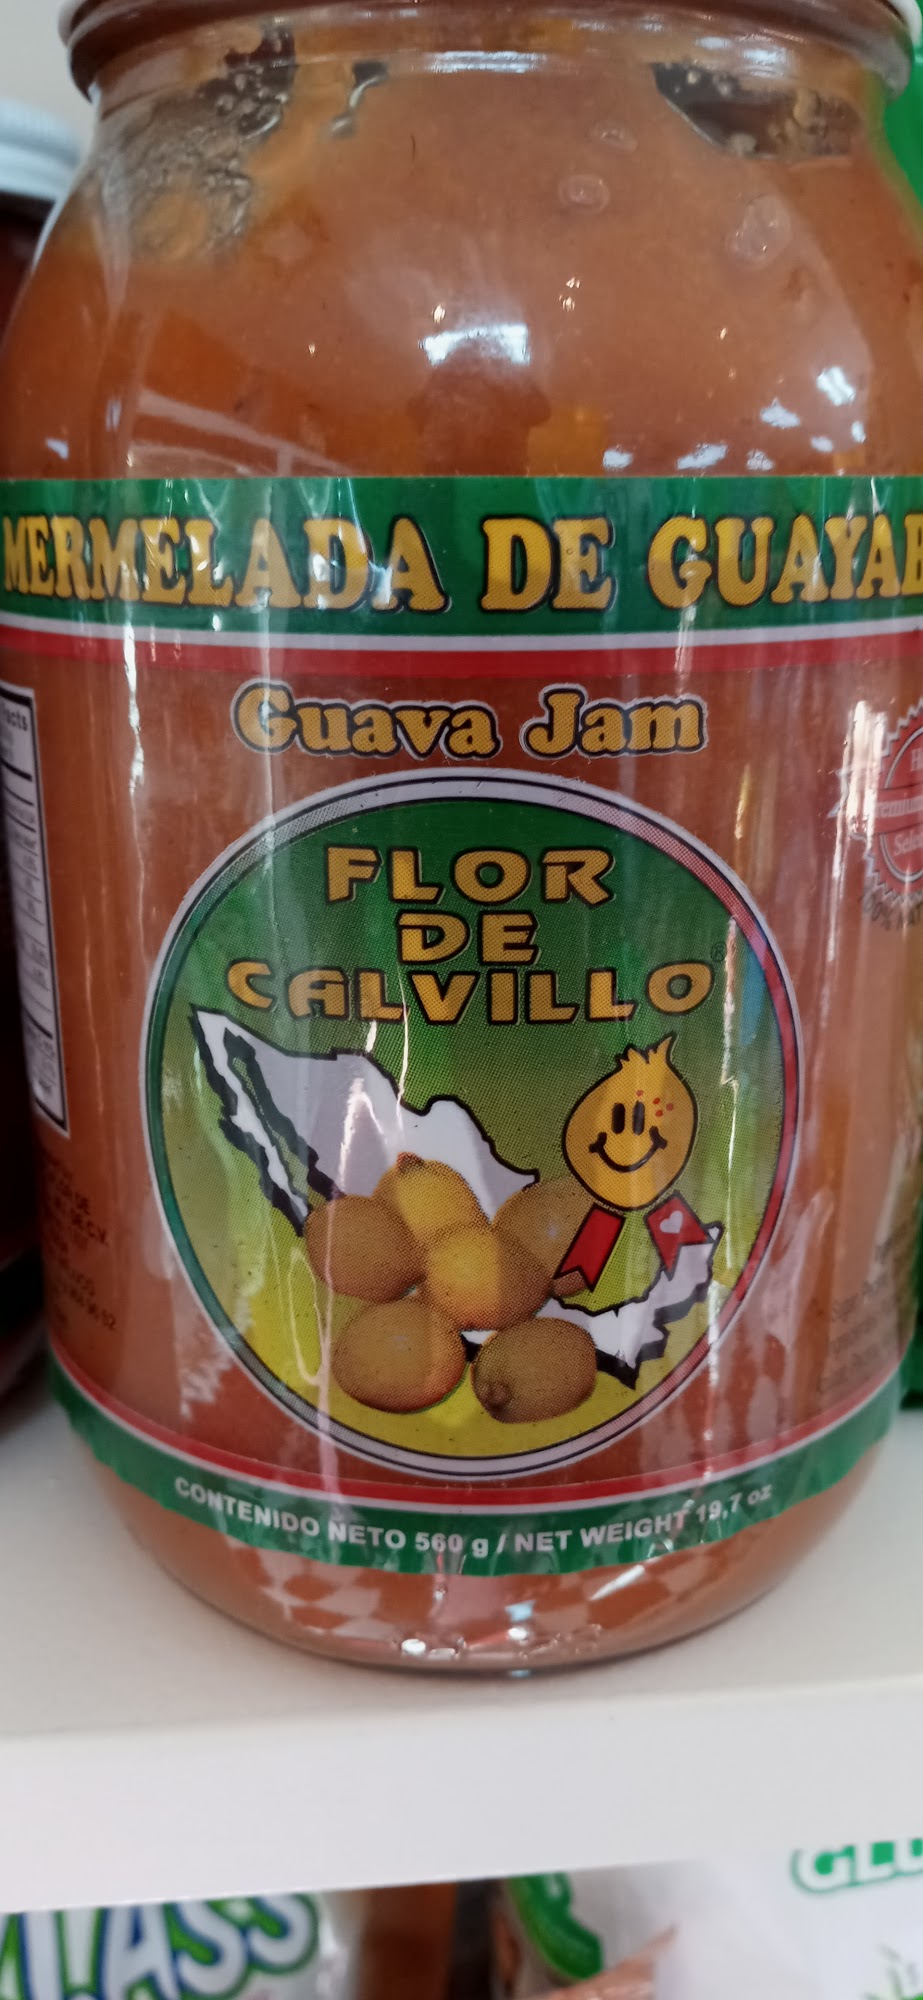 MERMELADA DE GUAYAB
Guava Jam
FLOR
DE
CALVILLO®
CONTENIDO NETO 560 g / NET WEIGHT 19,7 oz